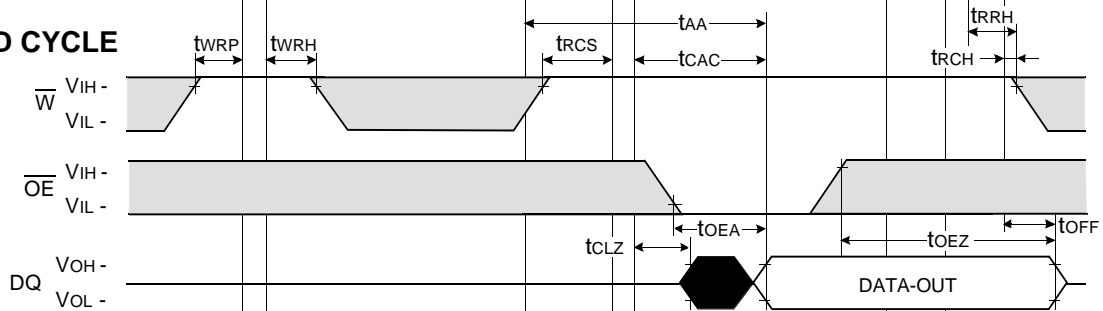 D CYCLE
tWRP tWRH tRCS tAA tCAC tRRH tRCH
W VIH -
VIL -
OE VIH -
VIL -
tOEA tOFF
tCLZ tOEZ
DQ VOH -
VOL -
DATA-OUT